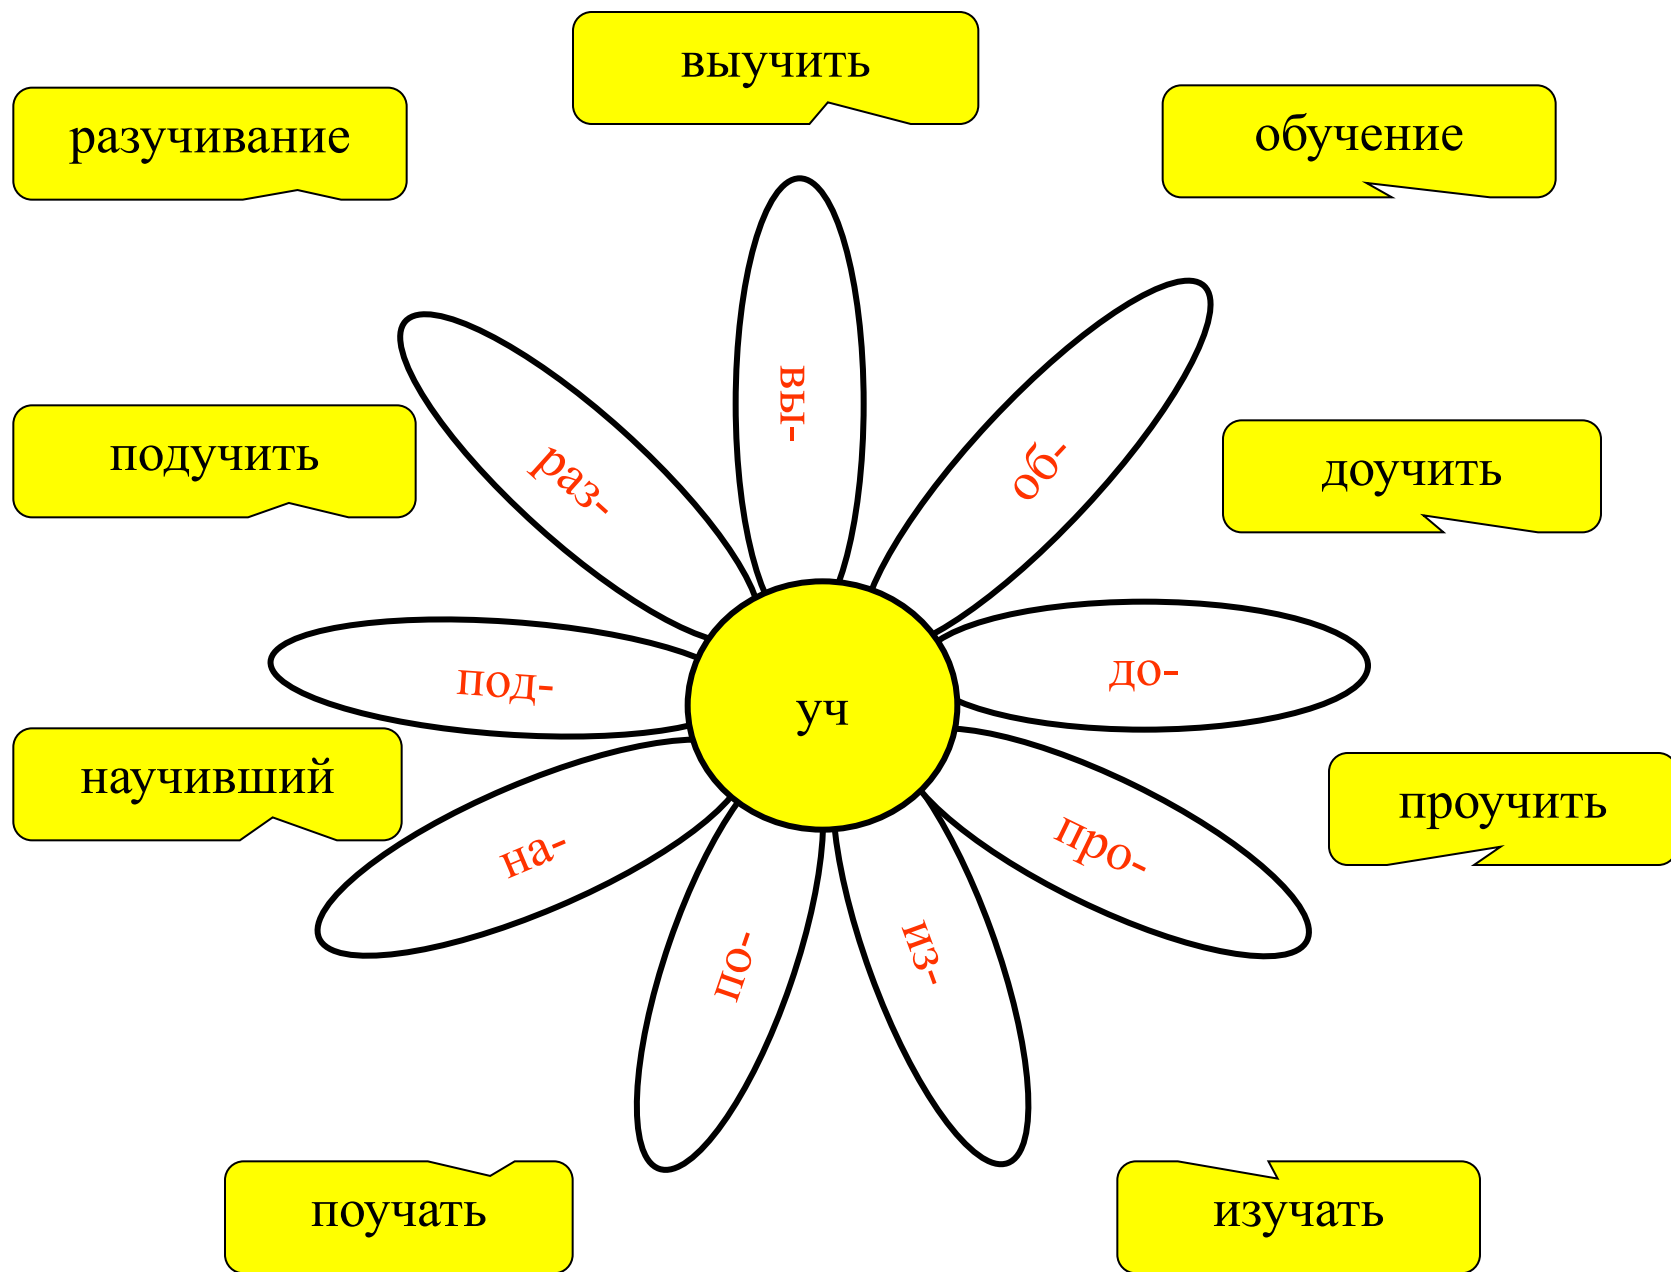 выучить
разучивание
обучение
вы-
раз-
об-
подучить
доучить
под-
до-
уч
научивший
проучить
на-
про-
по-
из-
поучать
изучать